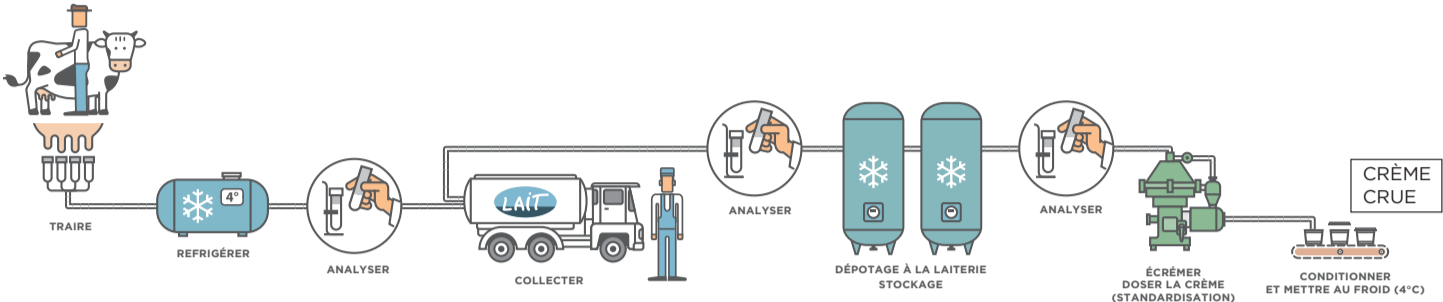 TRAIRE
4°
REFRIGÉRER
ANALYSER
LAIT
COLLECTER
ANALYSER
DÉPOTAGE À LA LAITERIE
STOCKAGE
ANALYSER
ÉCRÉMER
DOSER LA CRÈME
(STANDARDISATION)
CRÈME
CRUE
CONDITIONNER
ET METTRE AU FROID (4°C)